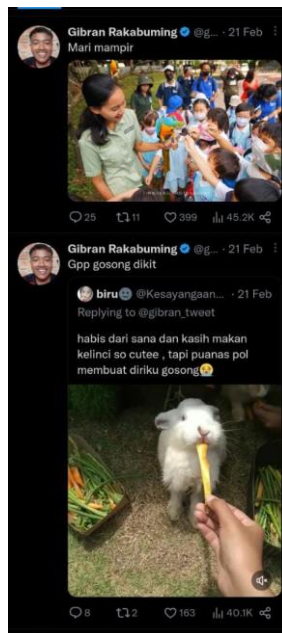 Gibran Rakabuming @g... · 21 Feb
Mari mampir
25 11 399 45.2K
Gibran Rakabuming @g... · 21 Feb
Gpp gosong dikit
biru @Kesayangaan... · 21 Feb
Replying to @gibran_tweet
habis dari sana dan kasih makan
kelinci so cutee , tapi puanas pol
membuat diriku gosong😭
8 2 163 40.1K